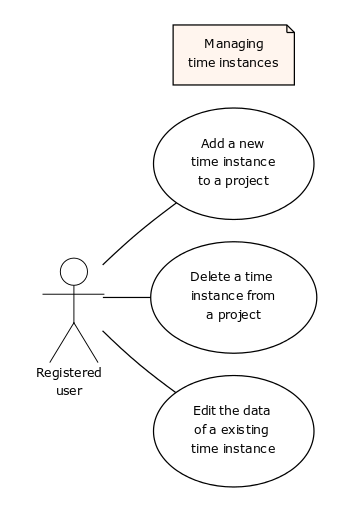 Managing
time instances
Add a new
time instance
to a project
Delete a time
instance from
a project
Registered
user
Edit the data
of a existing
time instance